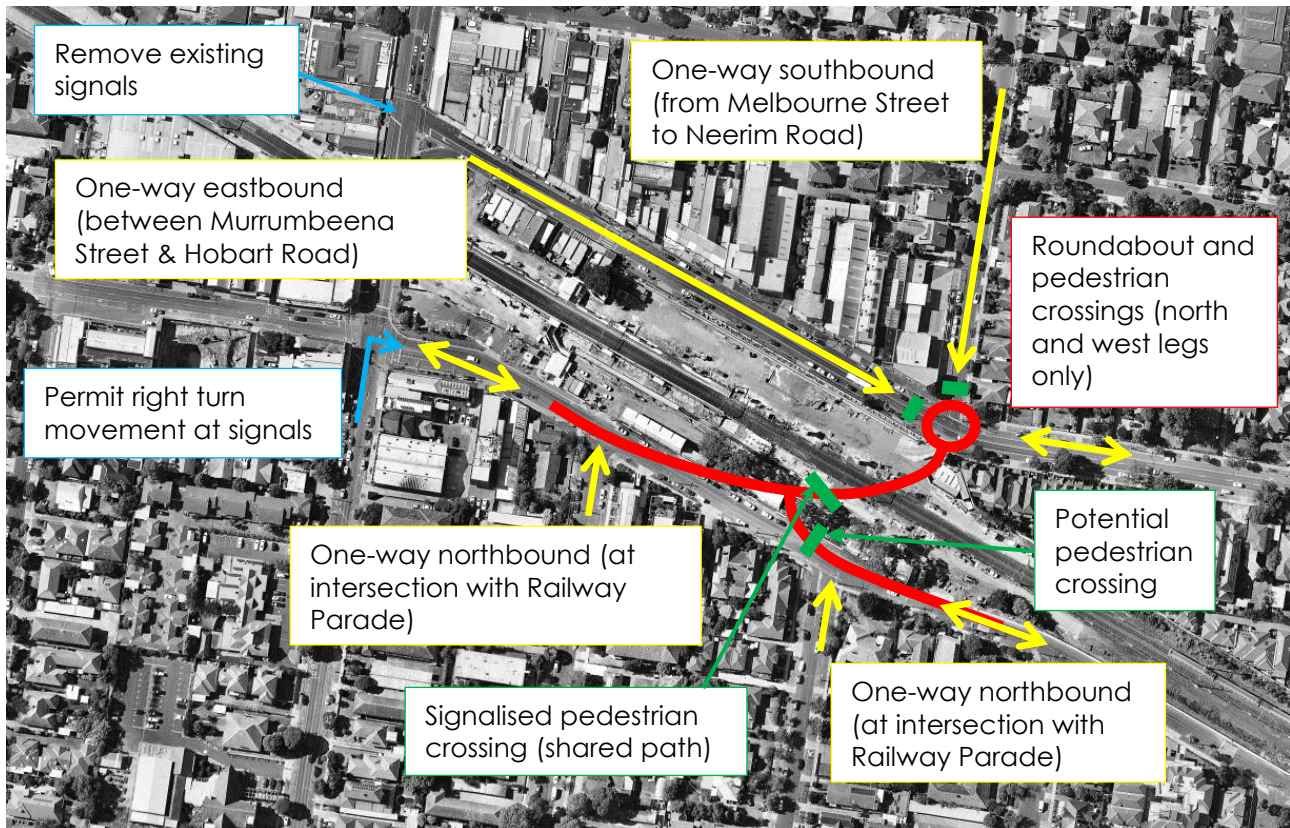 Remove existing
signals
One-way southbound
(from Melbourne Street
to Neerim Road)
One-way eastbound
(between Murrumbeena
Street & Hobart Road)
Roundabout and
pedestrian
crossings (north
and west legs
only)
Permit right turn
movement at signals
Potential
pedestrian
crossing
One-way northbound (at
intersection with Railway
Parade)
Signalised pedestrian
crossing (shared path)
One-way northbound
(at intersection with
Railway Parade)